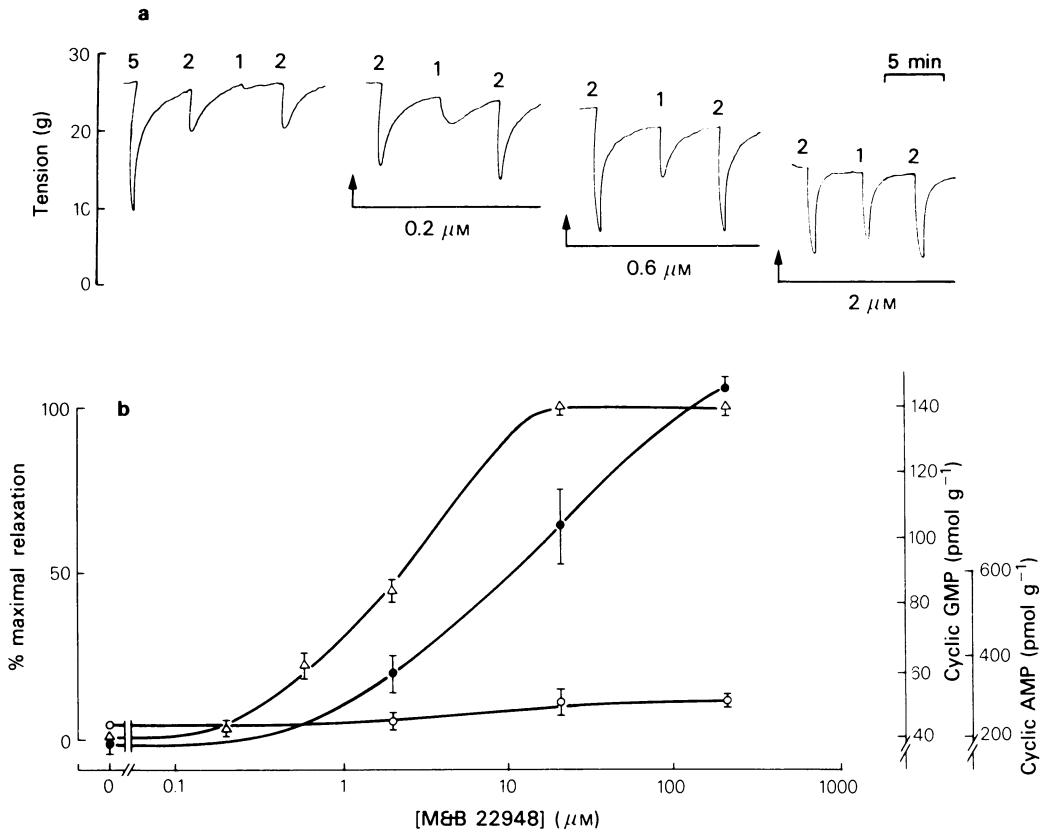 a
30
20
10
0
Tension (g)
5 2 1 2
2 1 2
2 1 2
2 1 2
5 min
0.2 μM
0.6 μM
2 μM
b
100
50
0
% maximal relaxation
140
120
100
80
60
40
Cyclic GMP (pmol g⁻¹)
600
400
200
Cyclic AMP (pmol g⁻¹)
0 0.1 1 10 100 1000
[M&B 22948] (μM)